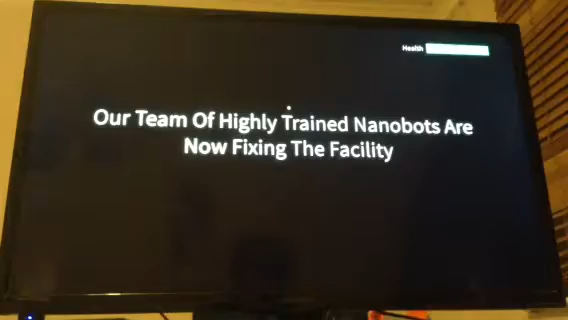 Health
Our Team Of Highly Trained Nanobots Are
Now Fixing The Facility